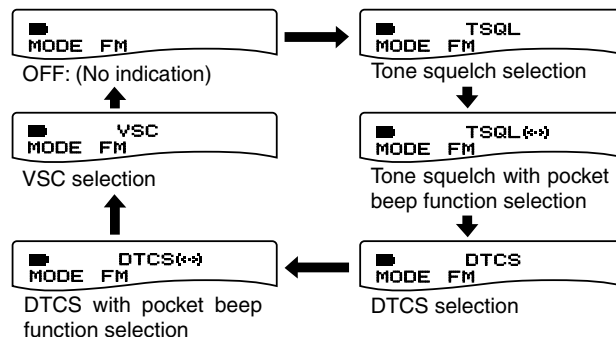 MODE FM
OFF: (No indication)
TSQL
MODE FM
Tone squelch selection
TSQL((••))
MODE FM
Tone squelch with pocket
beep function selection
DTCS
MODE FM
DTCS selection
DTCS((••))
MODE FM
DTCS with pocket beep
function selection
VSC
MODE FM
VSC selection